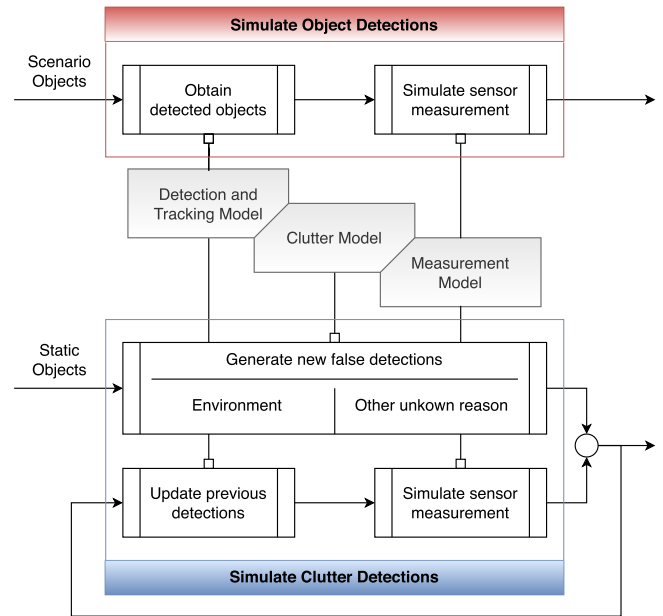 Simulate Object Detections
Scenario
Objects
Obtain
detected objects
Simulate sensor
measurement
Detection and
Tracking Model
Clutter Model
Measurement
Model
Static
Objects
Generate new false detections
Environment
Other unkown reason
Update previous
detections
Simulate sensor
measurement
Simulate Clutter Detections